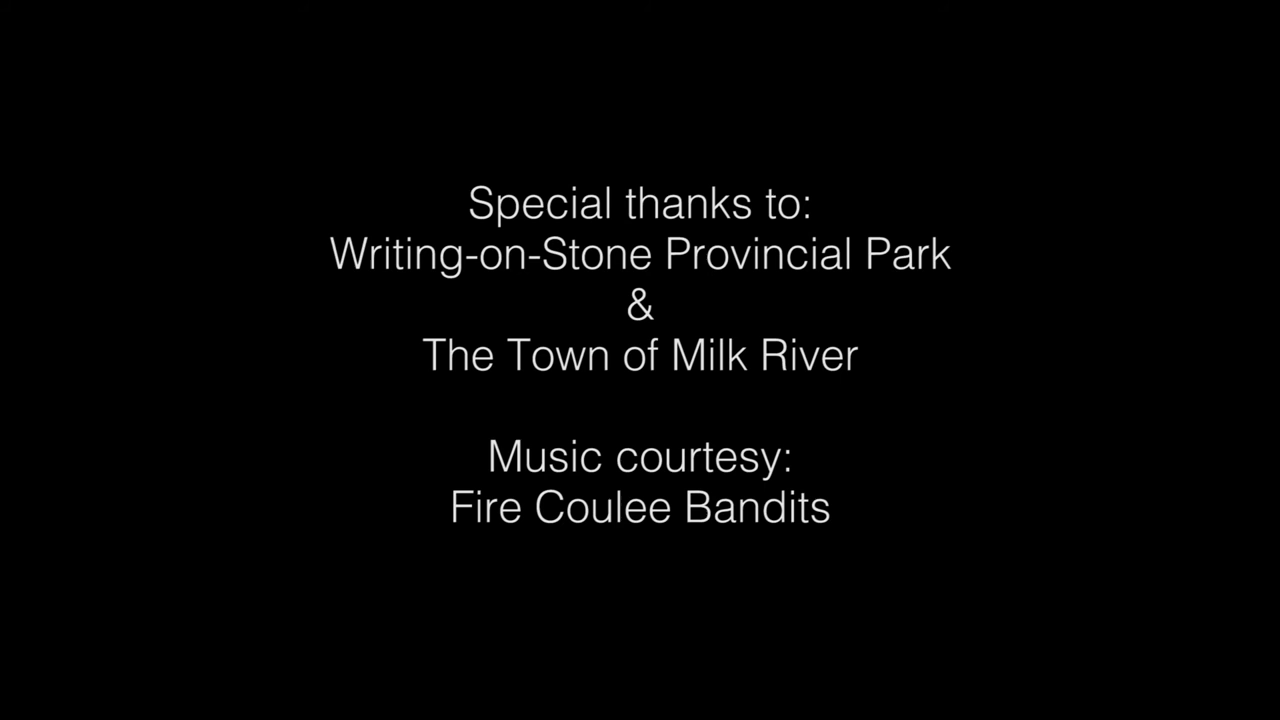 Special thanks to:
Writing-on-Stone Provincial Park
&
The Town of Milk River
Music courtesy:
Fire Coulee Bandits